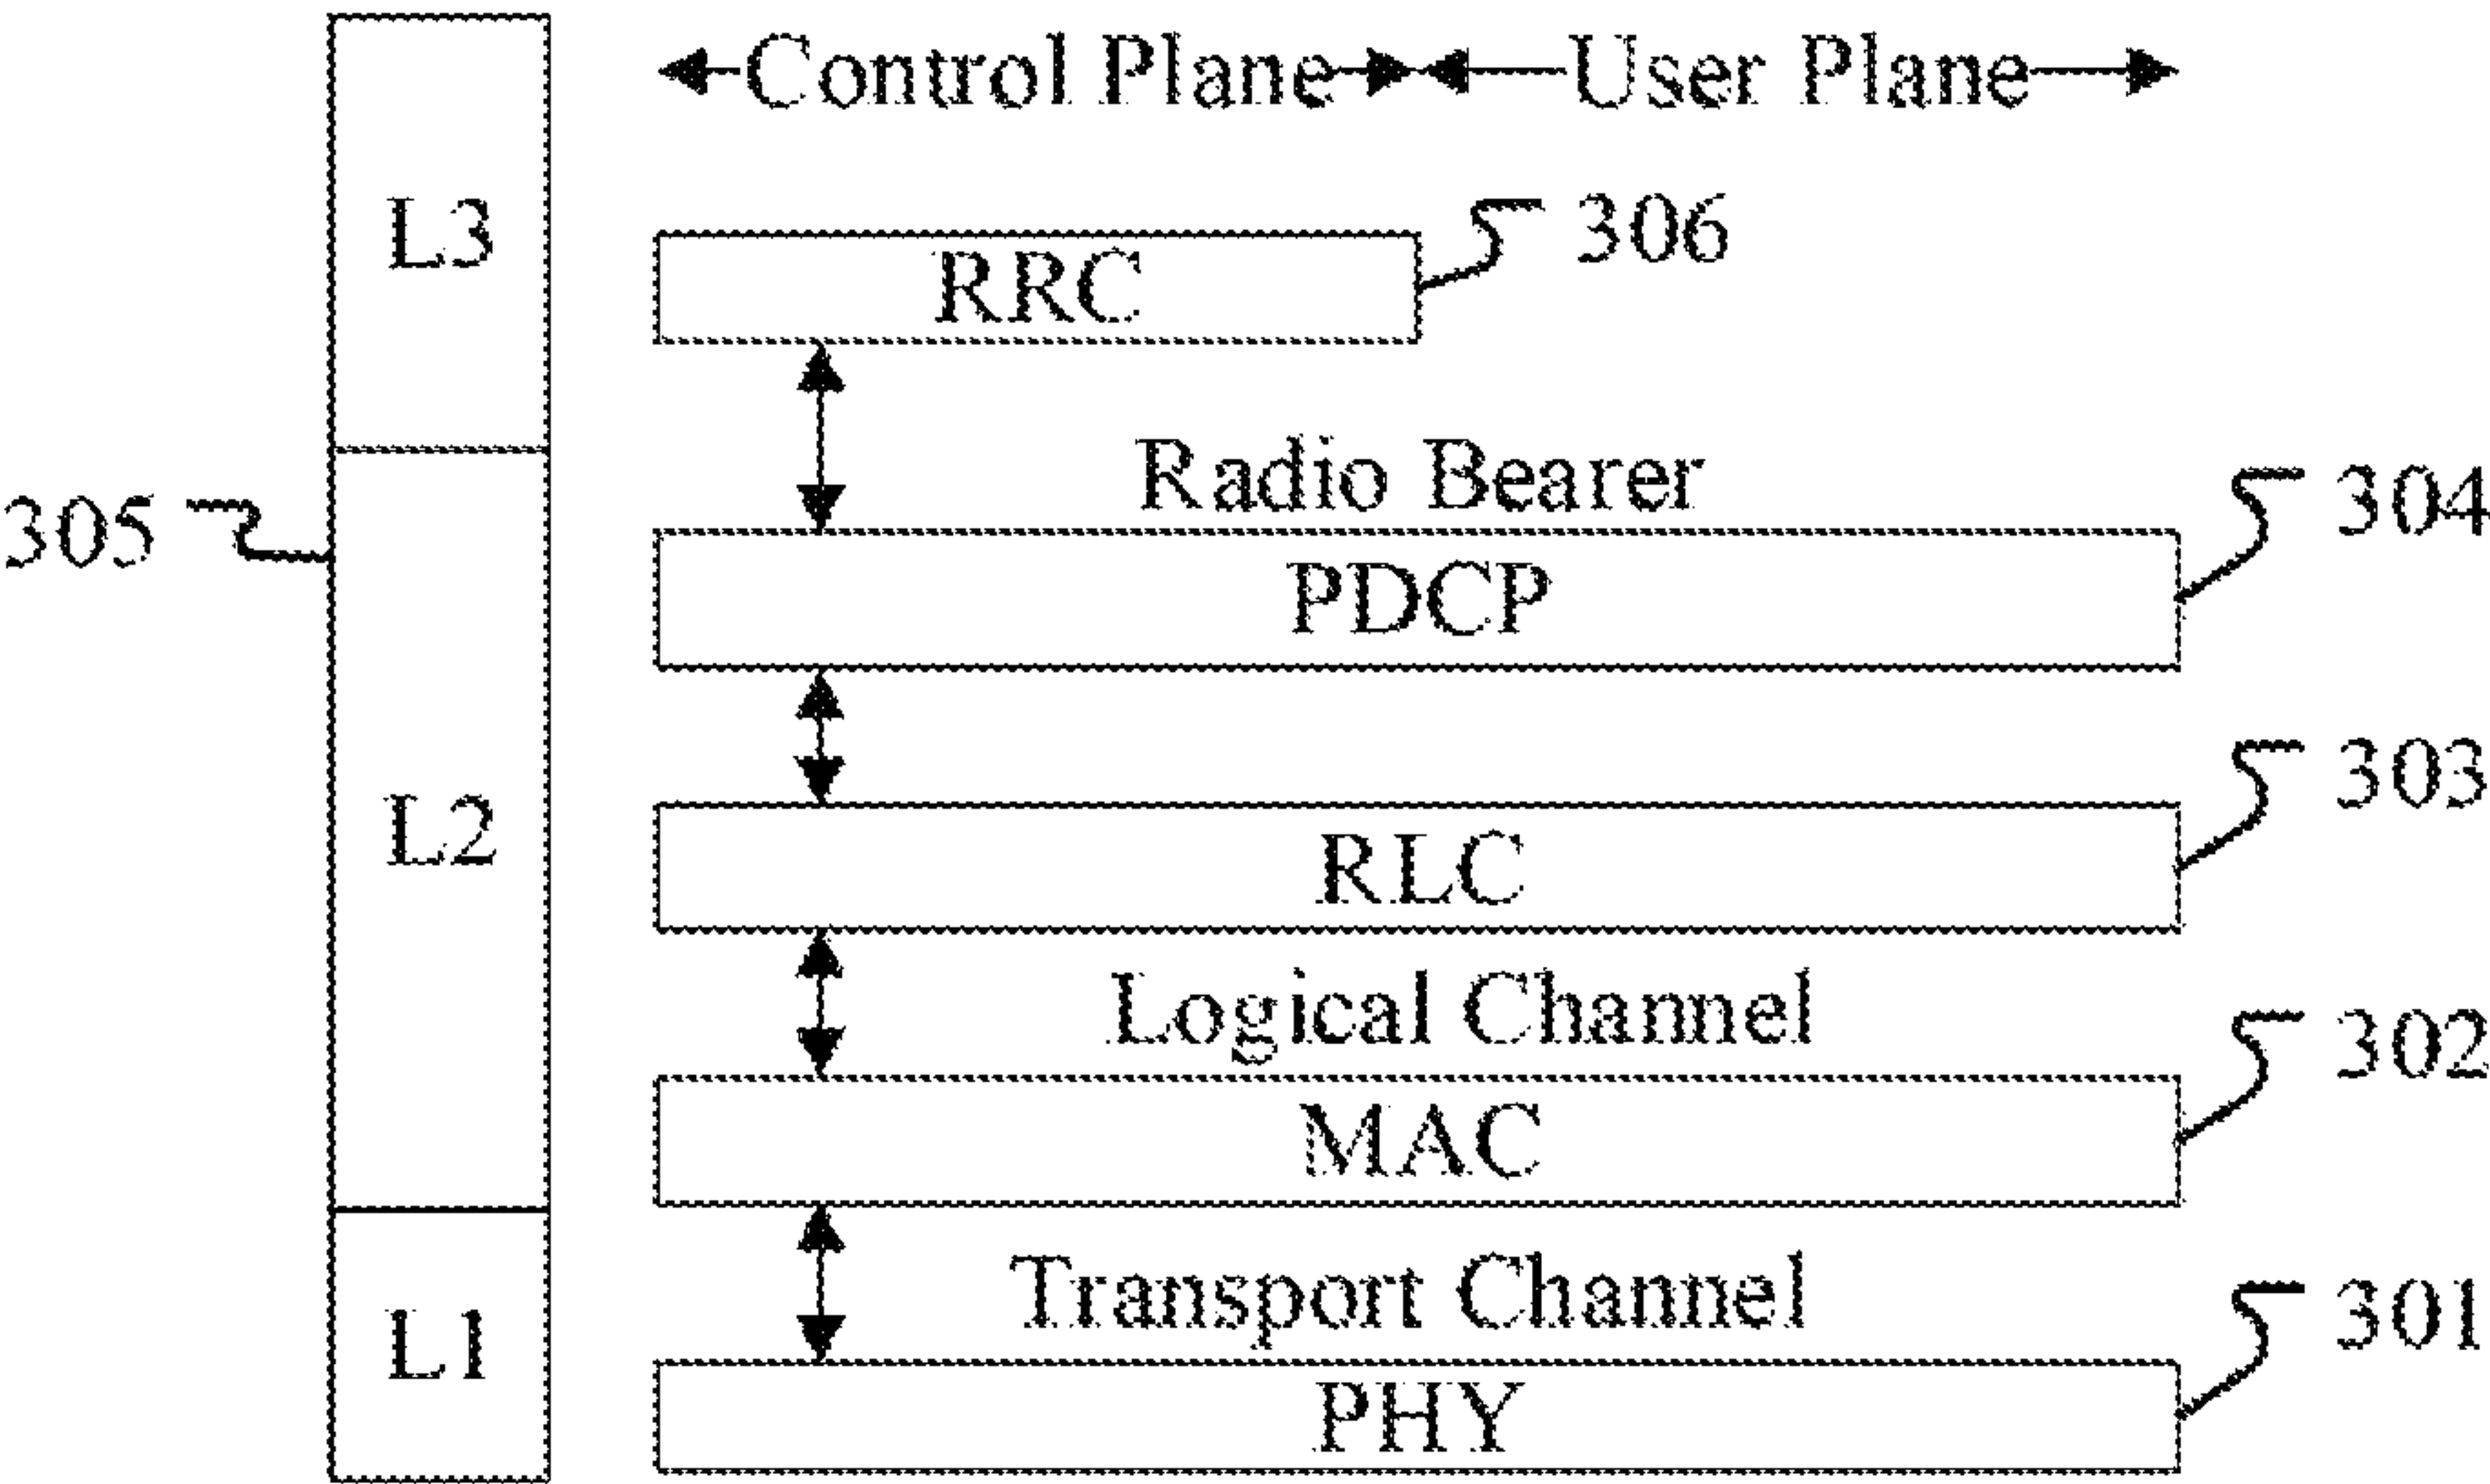 Control Plane User Plane
L3
306
RRC
Radio Bearer
304
305
PDCP
303
L2
RLC
Logical Channel
302
MAC
Transport Channel
301
L1
PHY